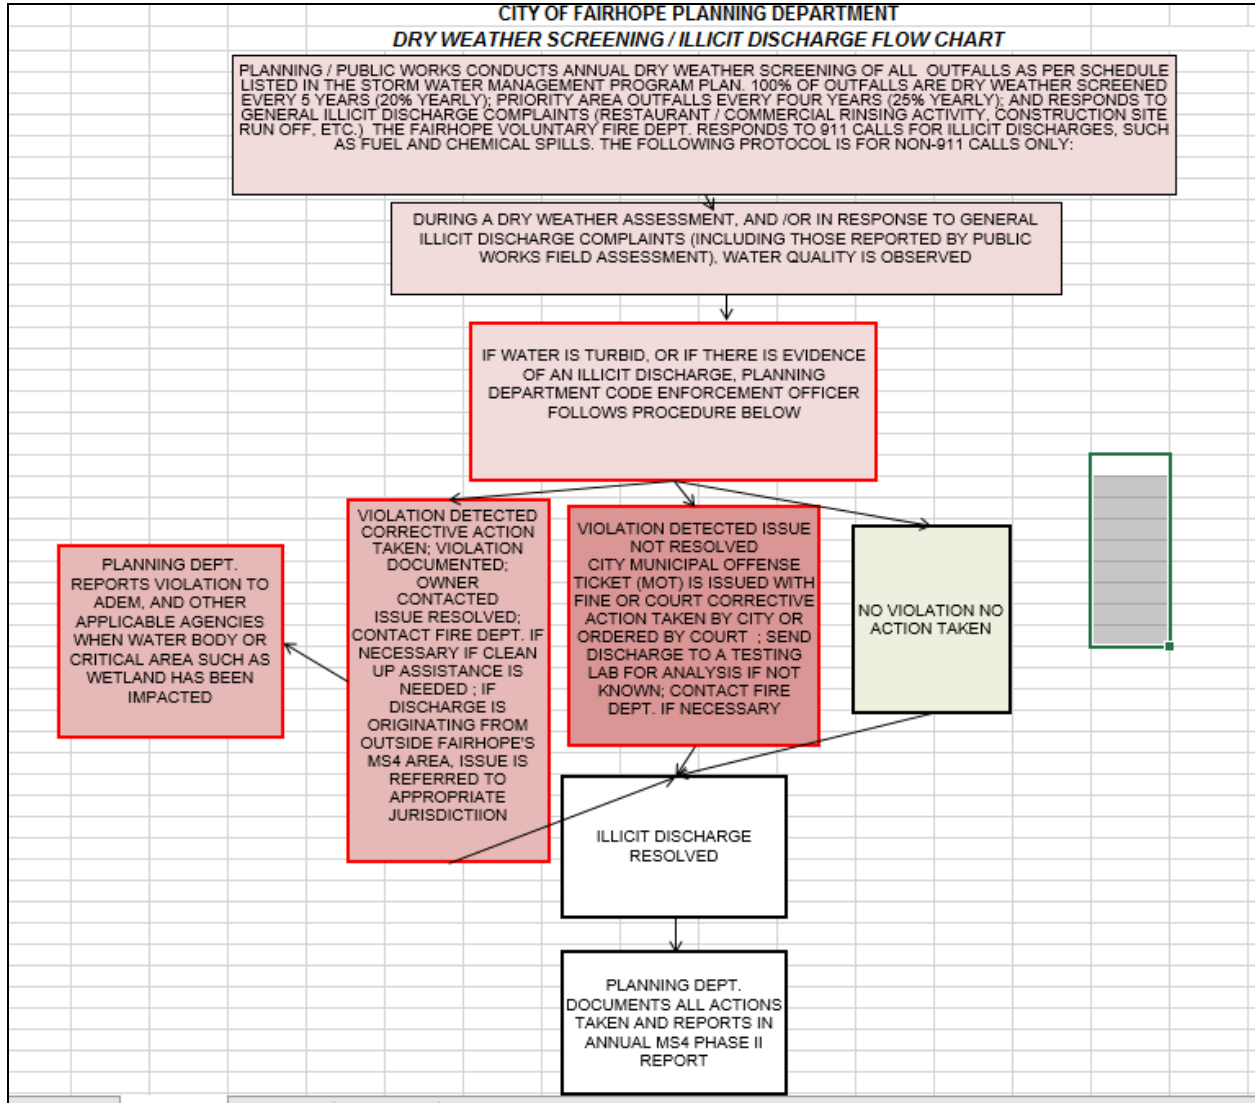 CITY OF FAIRHOPE PLANNING DEPARTMENT
DRY WEATHER SCREENING / ILLICIT DISCHARGE FLOW CHART
PLANNING / PUBLIC WORKS CONDUCTS ANNUAL DRY WEATHER SCREENING OF ALL OUTFALLS AS PER SCHEDULE
LISTED IN THE STORM WATER MANAGEMENT PROGRAM PLAN. 100% OF OUTFALLS ARE DRY WEATHER SCREENED
EVERY 5 YEARS (20% YEARLY); PRIORITY AREA OUTFALLS EVERY FOUR YEARS (25% YEARLY); AND RESPONDS TO
GENERAL ILLICIT DISCHARGE COMPLAINTS (RESTAURANT / COMMERCIAL RINSING ACTIVITY, CONSTRUCTION SITE
RUN OFF, ETC.) THE FAIRHOPE VOLUNTARY FIRE DEPT. RESPONDS TO 911 CALLS FOR ILLICIT DISCHARGES, SUCH
AS FUEL AND CHEMICAL SPILLS. THE FOLLOWING PROTOCOL IS FOR NON-911 CALLS ONLY:
DURING A DRY WEATHER ASSESSMENT, AND /OR IN RESPONSE TO GENERAL
ILLICIT DISCHARGE COMPLAINTS (INCLUDING THOSE REPORTED BY PUBLIC
WORKS FIELD ASSESSMENT), WATER QUALITY IS OBSERVED
IF WATER IS TURBID, OR IF THERE IS EVIDENCE
OF AN ILLICIT DISCHARGE, PLANNING
DEPARTMENT CODE ENFORCEMENT OFFICER
FOLLOWS PROCEDURE BELOW
PLANNING DEPT.
REPORTS VIOLATION TO
ADEM, AND OTHER
APPLICABLE AGENCIES
WHEN WATER BODY OR
CRITICAL AREA SUCH AS
WETLAND HAS BEEN
IMPACTED
VIOLATION DETECTED
CORRECTIVE ACTION
TAKEN; VIOLATION
DOCUMENTED;
OWNER
CONTACTED
ISSUE RESOLVED;
CONTACT FIRE DEPT. IF
NECESSARY IF CLEAN
UP ASSISTANCE IS
NEEDED ; IF
DISCHARGE IS
ORIGINATING FROM
OUTSIDE FAIRHOPE'S
MS4 AREA, ISSUE IS
REFERRED TO
APPROPRIATE
JURISDICTIION
VIOLATION DETECTED ISSUE
NOT RESOLVED
CITY MUNICIPAL OFFENSE
TICKET (MOT) IS ISSUED WITH
FINE OR COURT CORRECTIVE
ACTION TAKEN BY CITY OR
ORDERED BY COURT ; SEND
DISCHARGE TO A TESTING
LAB FOR ANALYSIS IF NOT
KNOWN; CONTACT FIRE
DEPT. IF NECESSARY
NO VIOLATION NO
ACTION TAKEN
ILLICIT DISCHARGE
RESOLVED
PLANNING DEPT.
DOCUMENTS ALL ACTIONS
TAKEN AND REPORTS IN
ANNUAL MS4 PHASE II
REPORT